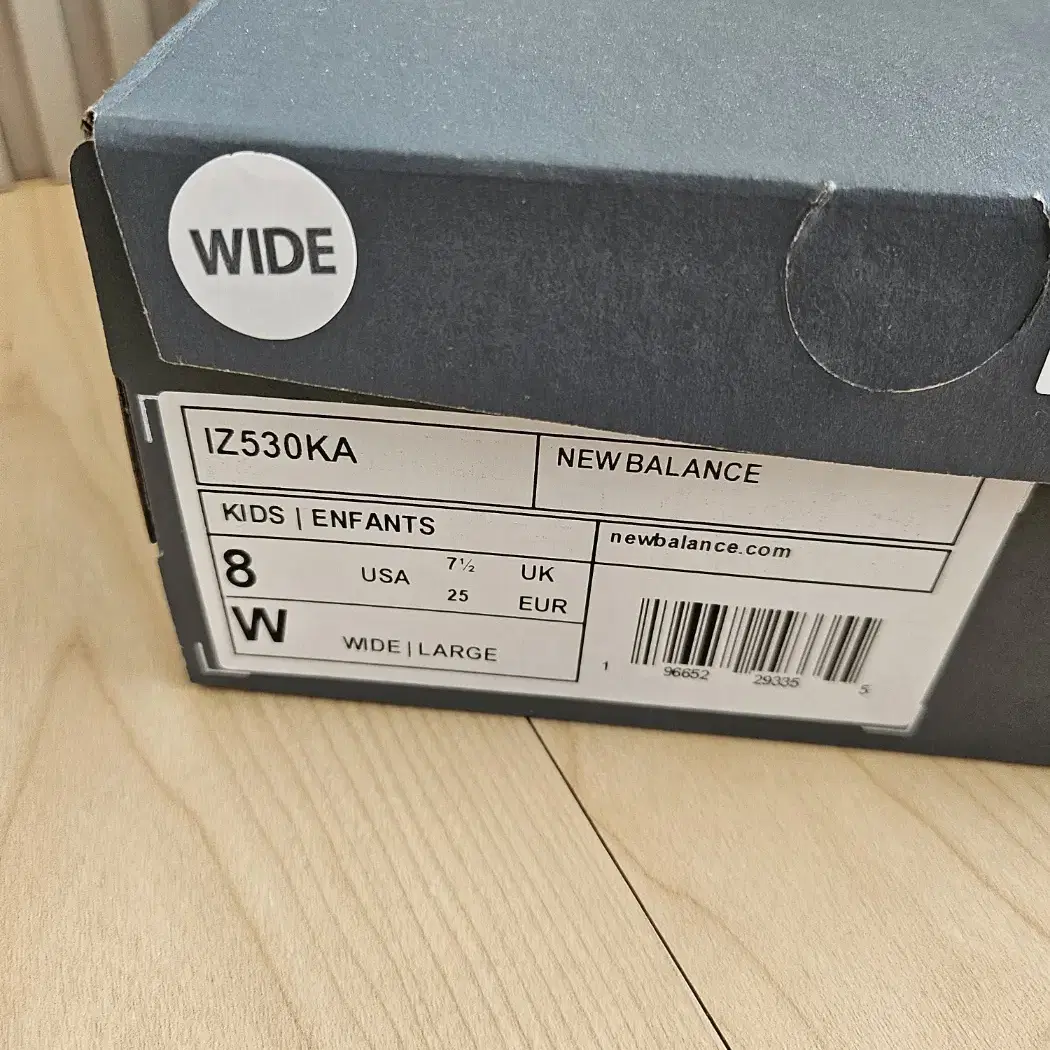 WIDE
IZ530KA
NEW BALANCE
KIDS | ENFANTS
newbalance.com
8 USA 7½ UK
25 EUR
W WIDE | LARGE
1 96652 29335 5